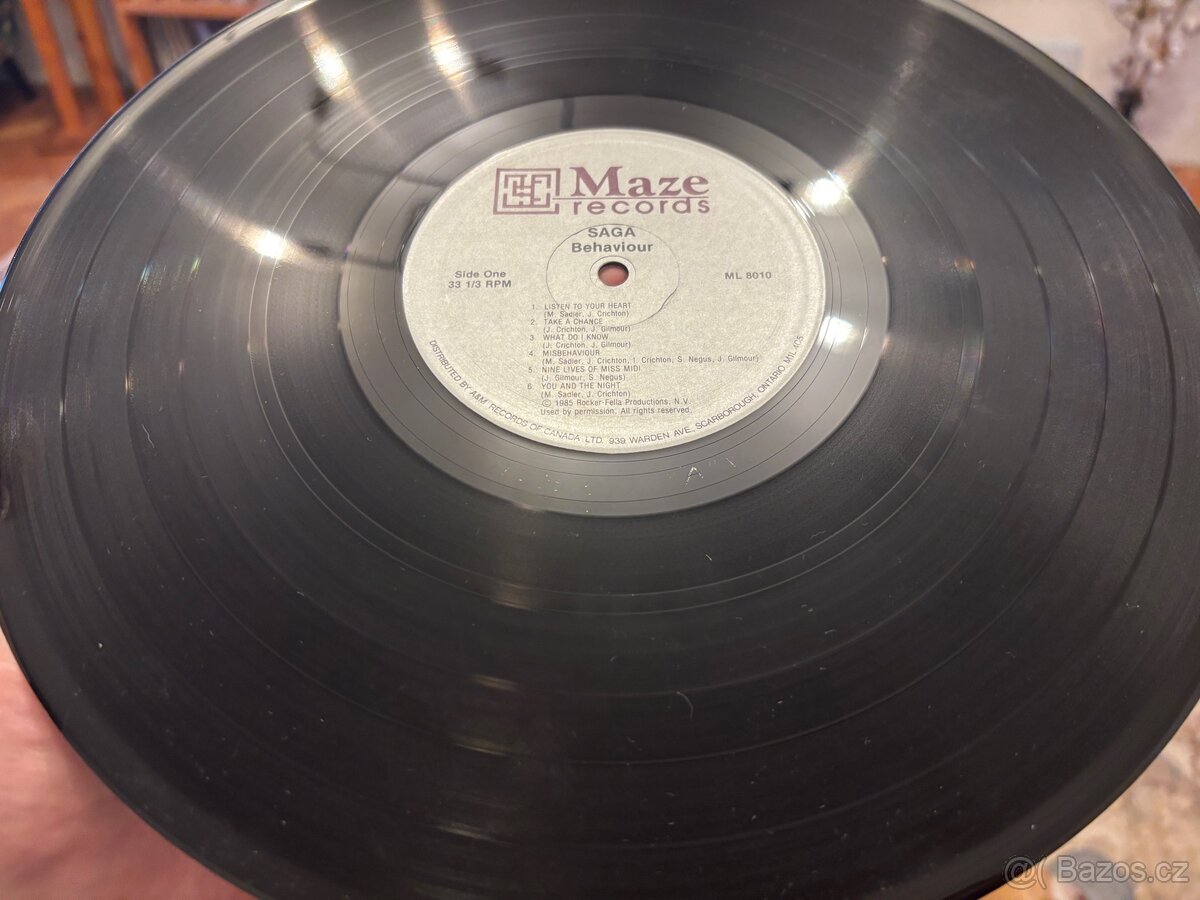 Maze
records
SAGA
Behaviour
Side One
33 1/3 RPM
ML 8010
1. LISTEN TO YOUR HEART
(M. Sadler, J. Crichton)
2. TAKE A CHANCE
(J. Crichton, J. Gilmour)
3. WHAT DO I KNOW
(J. Crichton, J. Gilmour)
4. MISBEHAVIOUR
(M. Sadler, J. Crichton, I. Crichton, S. Negus, J. Gilmour)
5. NINE LIVES OF MISS MIDI
(J. Gilmour, S. Negus)
6. YOU AND THE NIGHT
(M. Sadler, J. Crichton)
© 1985 Rocker-Fella Productions, N.V.
Used by permission. All rights reserved.
DISTRIBUTED BY A&M RECORDS OF CANADA LTD. 939 WARDEN AVE, SCARBOROUGH, ONTARIO M1L 4C5
Bazos.cz